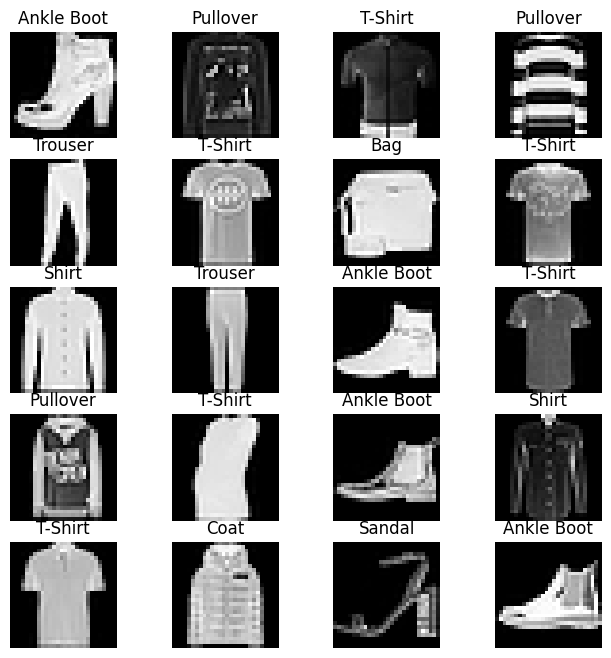 Ankle Boot Pullover T-Shirt Pullover
Trouser T-Shirt Bag T-Shirt
Shirt Trouser Ankle Boot T-Shirt
Pullover T-Shirt Ankle Boot Shirt
T-Shirt Coat Sandal Ankle Boot